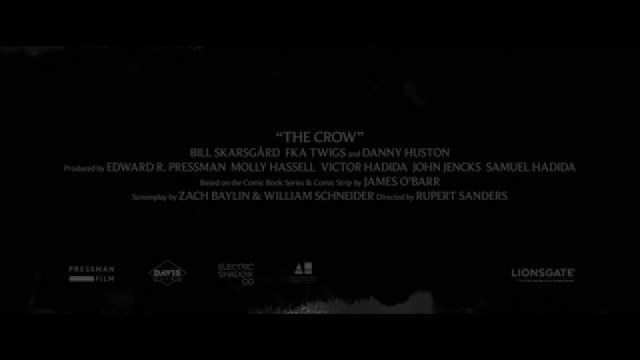 “THE CROW”
BILL SKARSGÅRD FKA TWIGS and DANNY HUSTON
Produced by EDWARD R. PRESSMAN MOLLY HASSELL VICTOR HADIDA JOHN JENCKS SAMUEL HADIDA
Based on the Comic Book Series & Comic Strip by JAMES O’BARR
Screenplay by ZACH BAYLIN & WILLIAM SCHNEIDER Directed by RUPERT SANDERS
PRESSMAN
FILM
DAVIS
ELECTRIC
SHADOW
CO
LIONSGATE